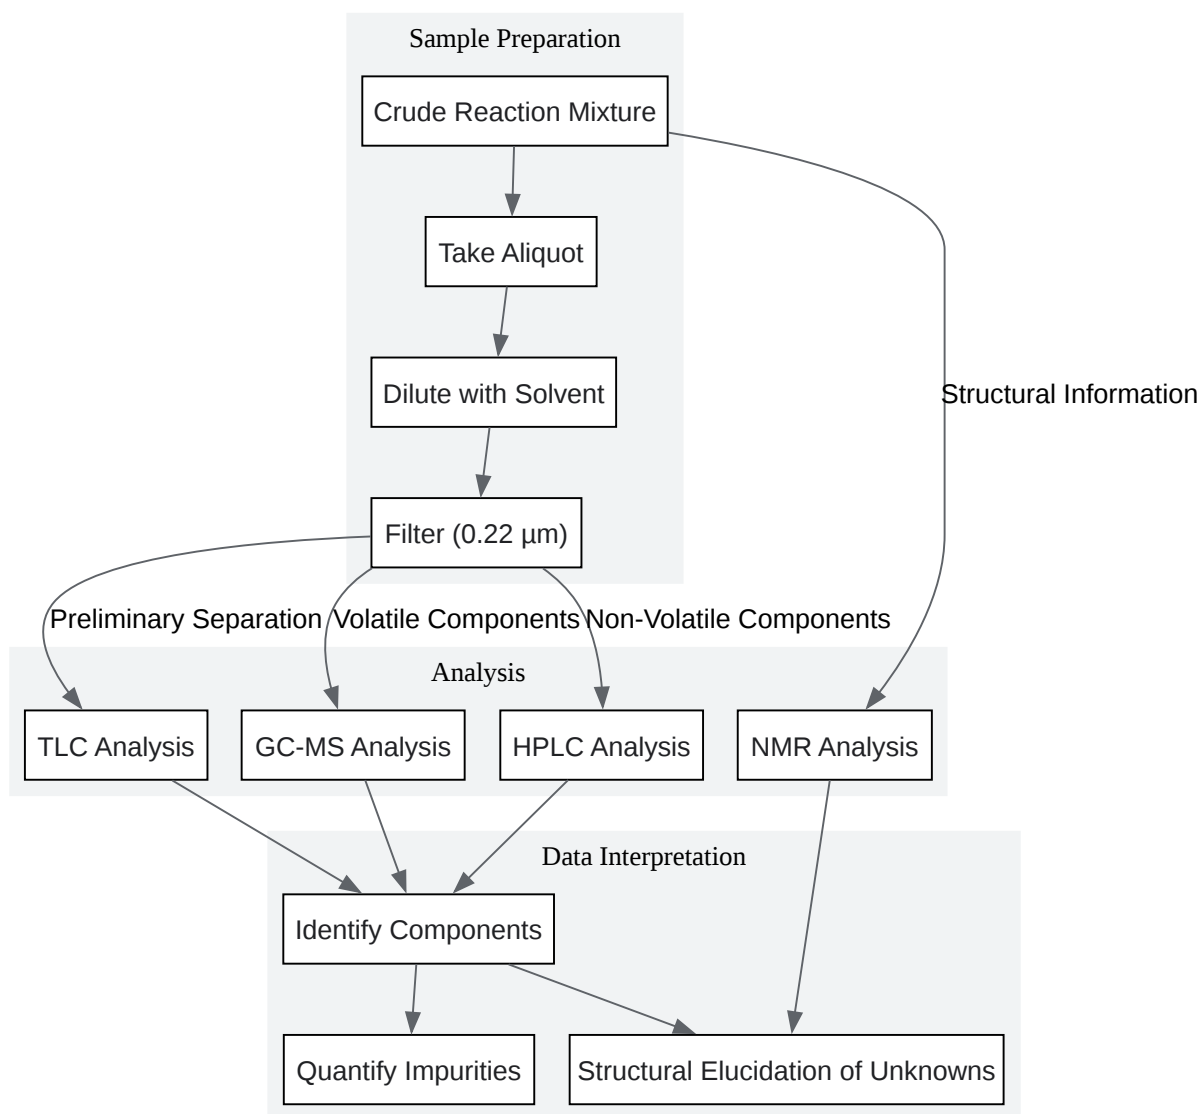 Sample Preparation
Crude Reaction Mixture
Take Aliquot
Dilute with Solvent
Structural Information
Filter (0.22 µm)
Preliminary Separation
Volatile Components
Non-Volatile Components
Analysis
TLC Analysis
GC-MS Analysis
HPLC Analysis
NMR Analysis
Data Interpretation
Identify Components
Quantify Impurities
Structural Elucidation of Unknowns